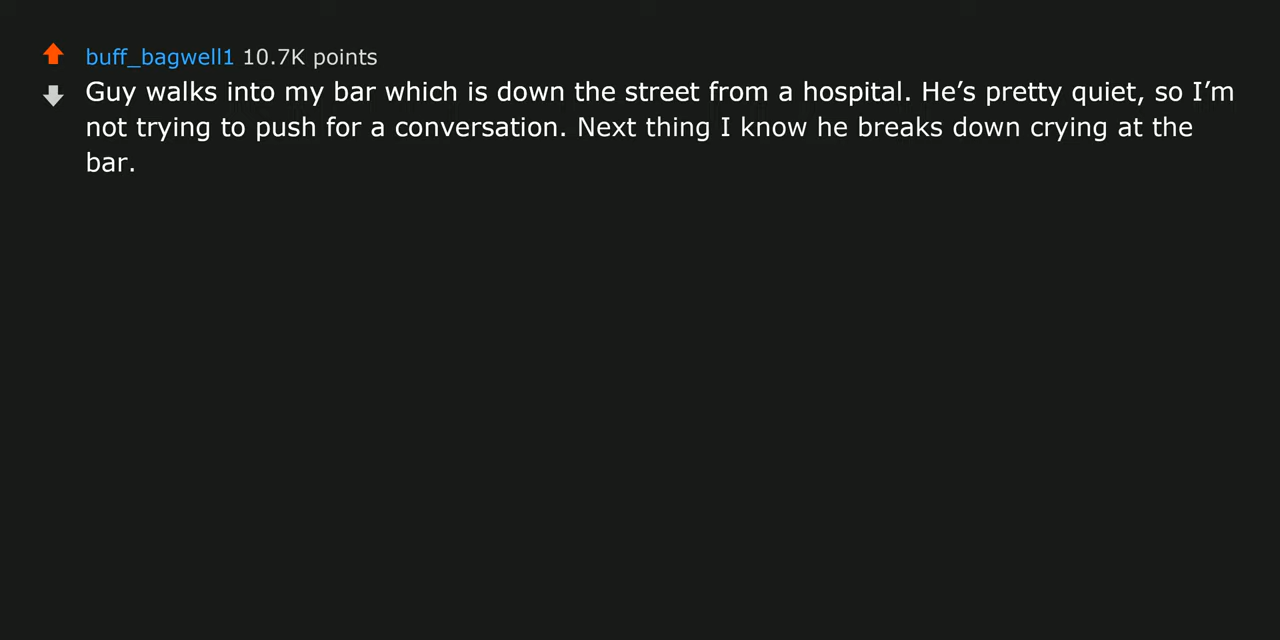 buff_bagwell1 10.7K points
Guy walks into my bar which is down the street from a hospital. He’s pretty quiet, so I’m
not trying to push for a conversation. Next thing I know he breaks down crying at the
bar.